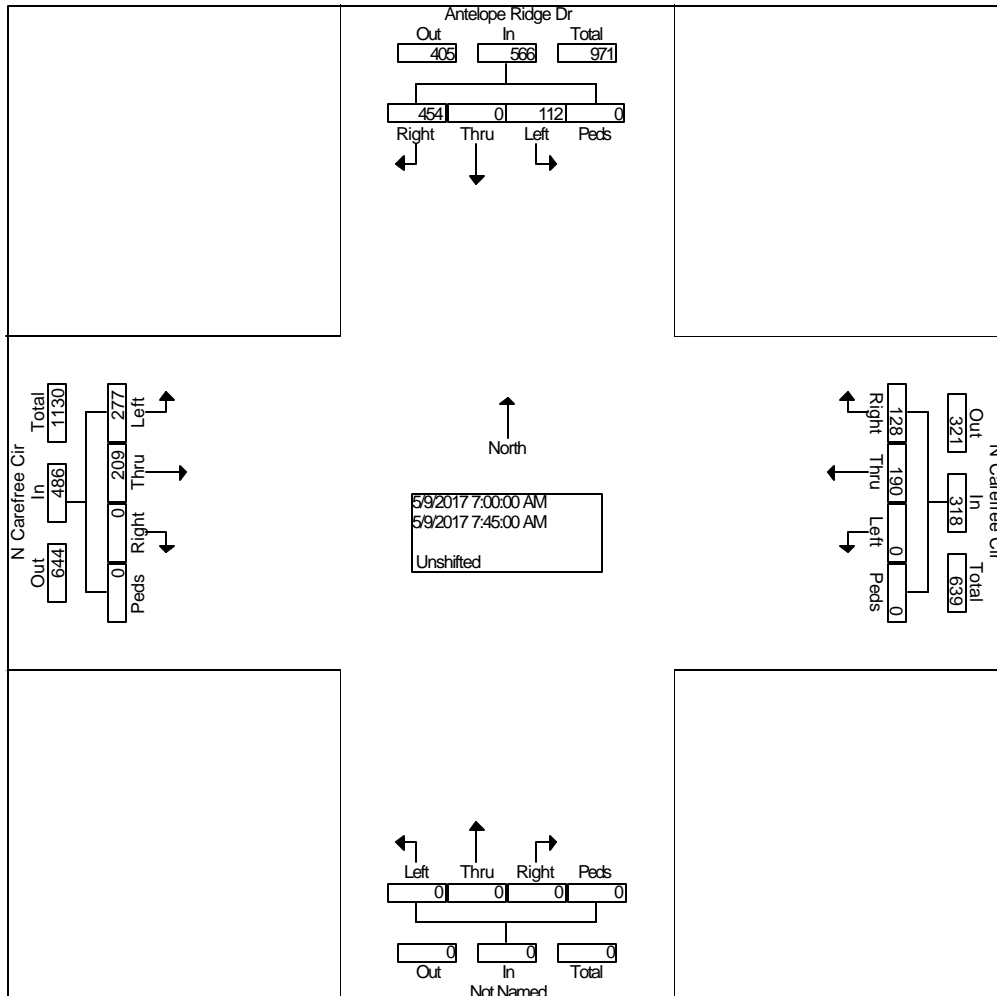 Antelope Ridge Dr
Out In Total
405 566 971
454 0 112 0
Right Thru Left Peds
N Carefree Cir
Total In Out
1130 486 644
277 209 0 0
Left Thru Right Peds
North
5/9/2017 7:00:00 AM
5/9/2017 7:45:00 AM
Unshifted
Right Thru Left Peds
128 190 0 0
Out In Total
321 318 639
N Carefree Cir
Left Thru Right Peds
0 0 0 0
0 0 0
Out In Total
Not Named